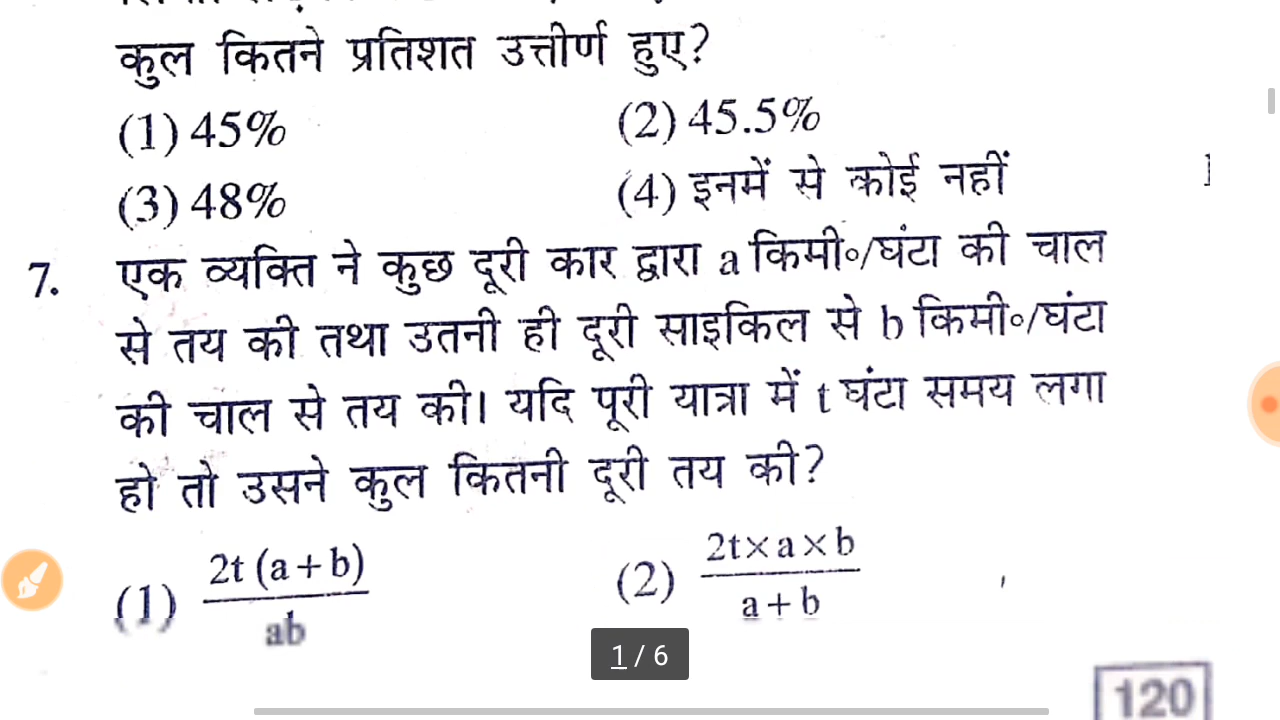 कुल कितने प्रतिशत उत्तीर्ण हुए?
(1) 45%
(2) 45.5%
(3) 48%
(4) इनमें से कोई नहीं
7. एक व्यक्ति ने कुछ दूरी कार द्वारा a किमी०/घंटा की चाल
से तय की तथा उतनी ही दूरी साइकिल से b किमी०/घंटा
की चाल से तय की। यदि पूरी यात्रा में t घंटा समय लगा
हो तो उसने कुल कितनी दूरी तय की?
(1) 2t (a + b)
ab
(2) 2t × a × b
a + b
1 / 6
120